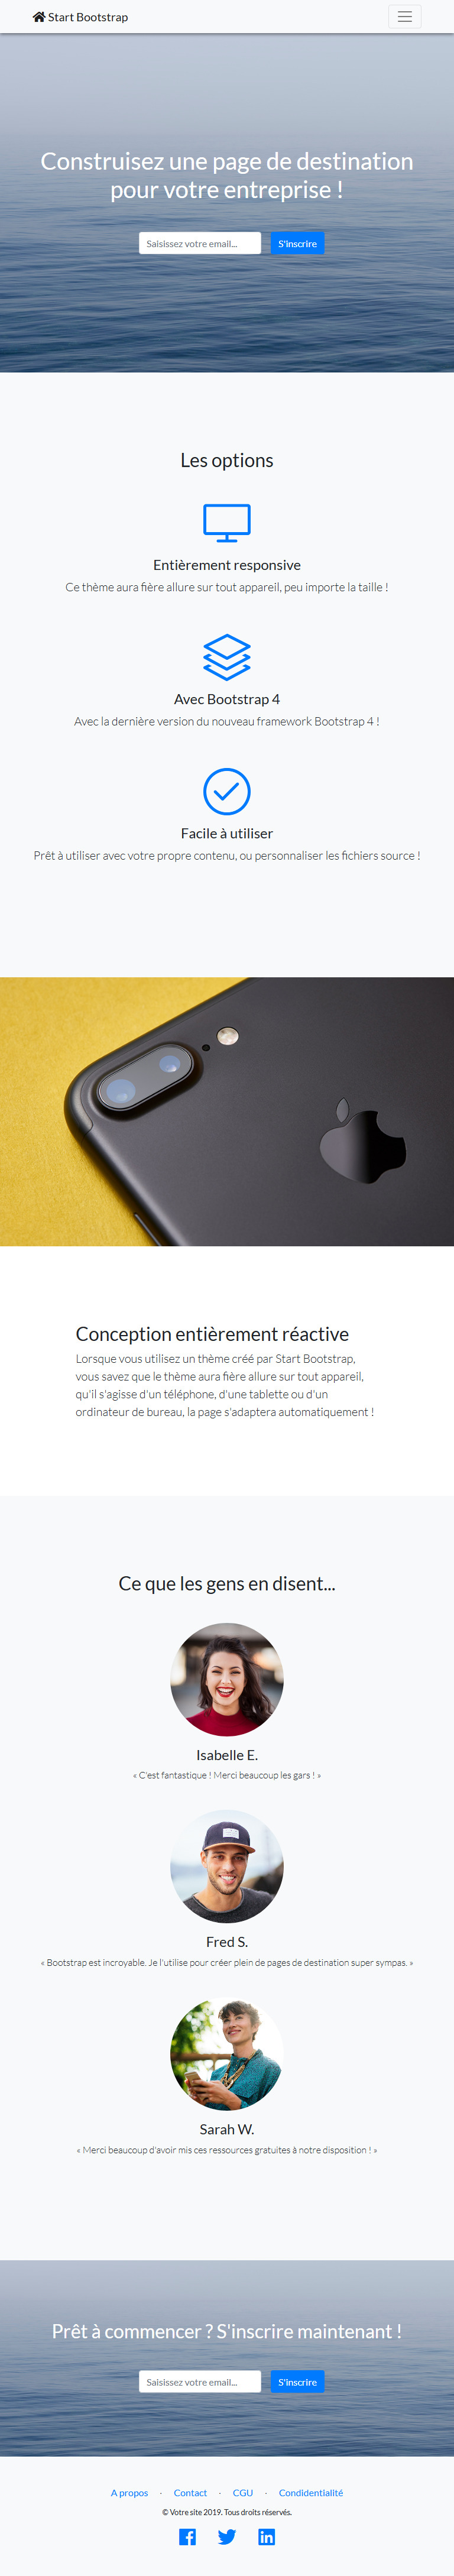 Start Bootstrap
Construisez une page de destination
pour votre entreprise !
Saisissez votre email...
S'inscrire
Les options
Entièrement responsive
Ce thème aura fière allure sur tout appareil, peu importe la taille !
Avec Bootstrap 4
Avec la dernière version du nouveau framework Bootstrap 4 !
Facile à utiliser
Prêt à utiliser avec votre propre contenu, ou personnaliser les fichiers source !
Conception entièrement réactive
Lorsque vous utilisez un thème créé par Start Bootstrap,
vous savez que le thème aura fière allure sur tout appareil,
qu'il s'agisse d'un téléphone, d'une tablette ou d'un
ordinateur de bureau, la page s'adaptera automatiquement !
Ce que les gens en disent...
Isabelle E.
« C'est fantastique ! Merci beaucoup les gars ! »
Fred S.
« Bootstrap est incroyable. Je l'utilise pour créer plein de pages de destination super sympas. »
Sarah W.
« Merci beaucoup d'avoir mis ces ressources gratuites à notre disposition ! »
Prêt à commencer ? S'inscrire maintenant !
Saisissez votre email...
S'inscrire
A propos · Contact · CGU · Condidentialité
© Votre site 2019. Tous droits réservés.